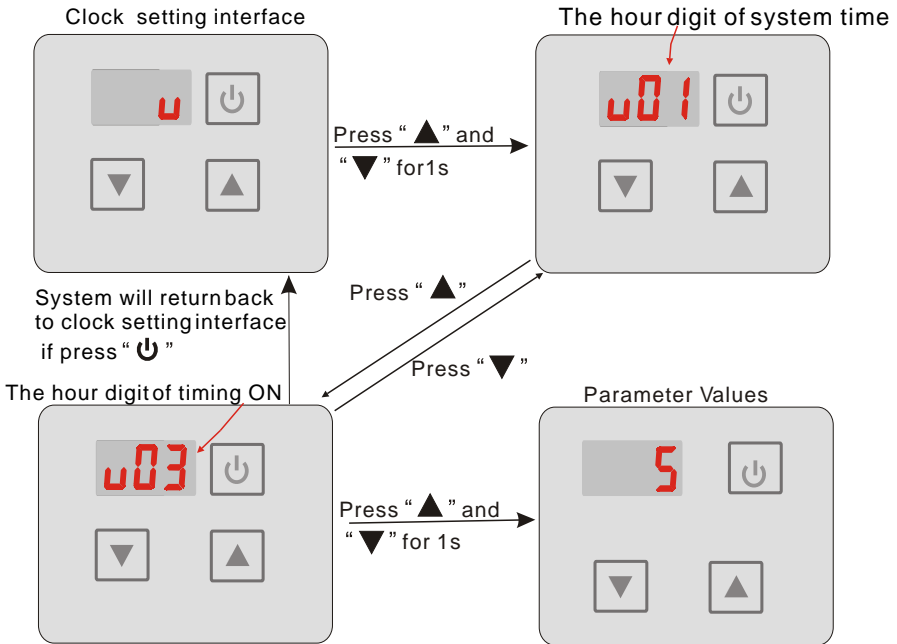 Clock setting interface
The hour digit of system time
u
u01
Press “ ▲ ” and
“ ▼ ” for1s
System will return back
to clock setting interface
if press “ ⏻ ”
Press “ ▲ ”
Press “ ▼ ”
The hour digit of timing ON
Parameter Values
u03
5
Press “ ▲ ” and
“ ▼ ” for 1s